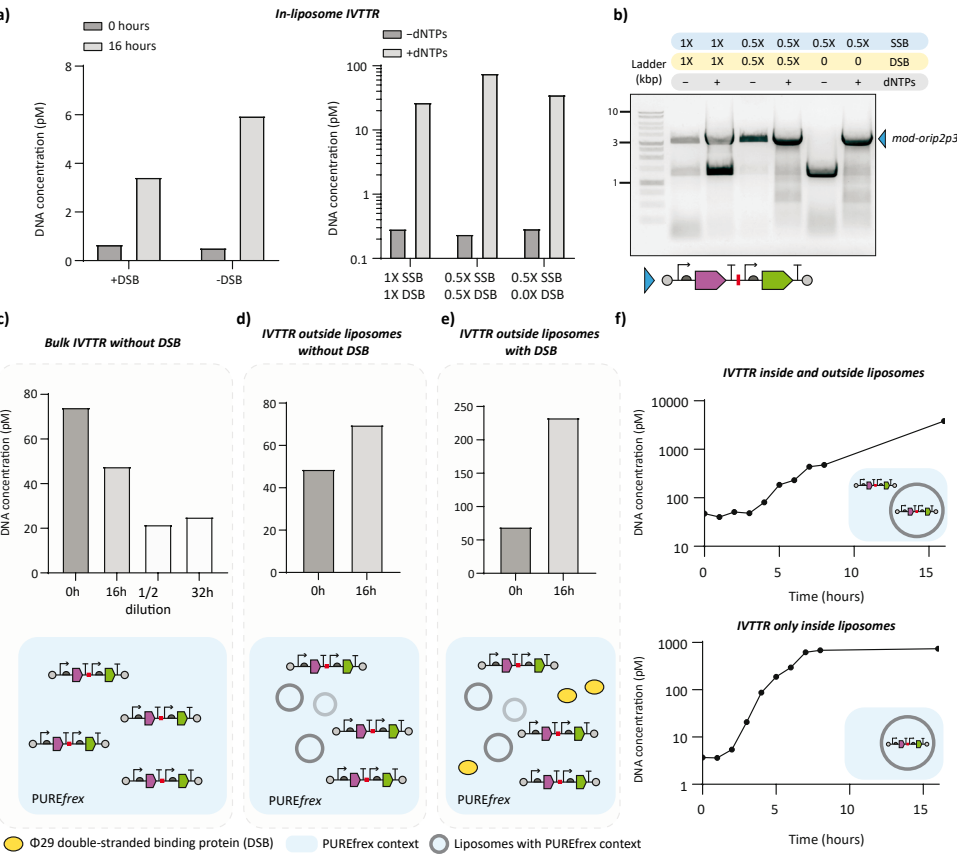 a)
In-liposome IVTTR
0 hours
16 hours
DNA concentration (pM)
8
6
4
2
0
+DSB
-DSB
−dNTPs
+dNTPs
DNA concentration (pM)
100
10
1
0.1
1X SSB 0.5X SSB 0.5X SSB
1X DSB 0.5X DSB 0.0X DSB
b)
1X 1X 0.5X 0.5X 0.5X 0.5X SSB
1X 1X 0.5X 0.5X 0 0 DSB
− + − + − + dNTPs
Ladder
(kbp)
10
3
1
mod-orip2p3
c)
Bulk IVTTR without DSB
DNA concentration (pM)
80
60
40
20
0
0h 16h 1/2 32h
dilution
PUREfrex
d)
IVTTR outside liposomes
without DSB
80
60
40
20
0
0h 16h
PUREfrex
e)
IVTTR outside liposomes
with DSB
250
200
150
100
50
0
0h 16h
PUREfrex
f)
IVTTR inside and outside liposomes
DNA concentration (pM)
10000
1000
100
10
0 5 10 15
Time (hours)
IVTTR only inside liposomes
DNA concentration (pM)
1000
100
10
1
0 5 10 15
Time (hours)
Φ29 double-stranded binding protein (DSB) PUREfrex context Liposomes with PUREfrex context